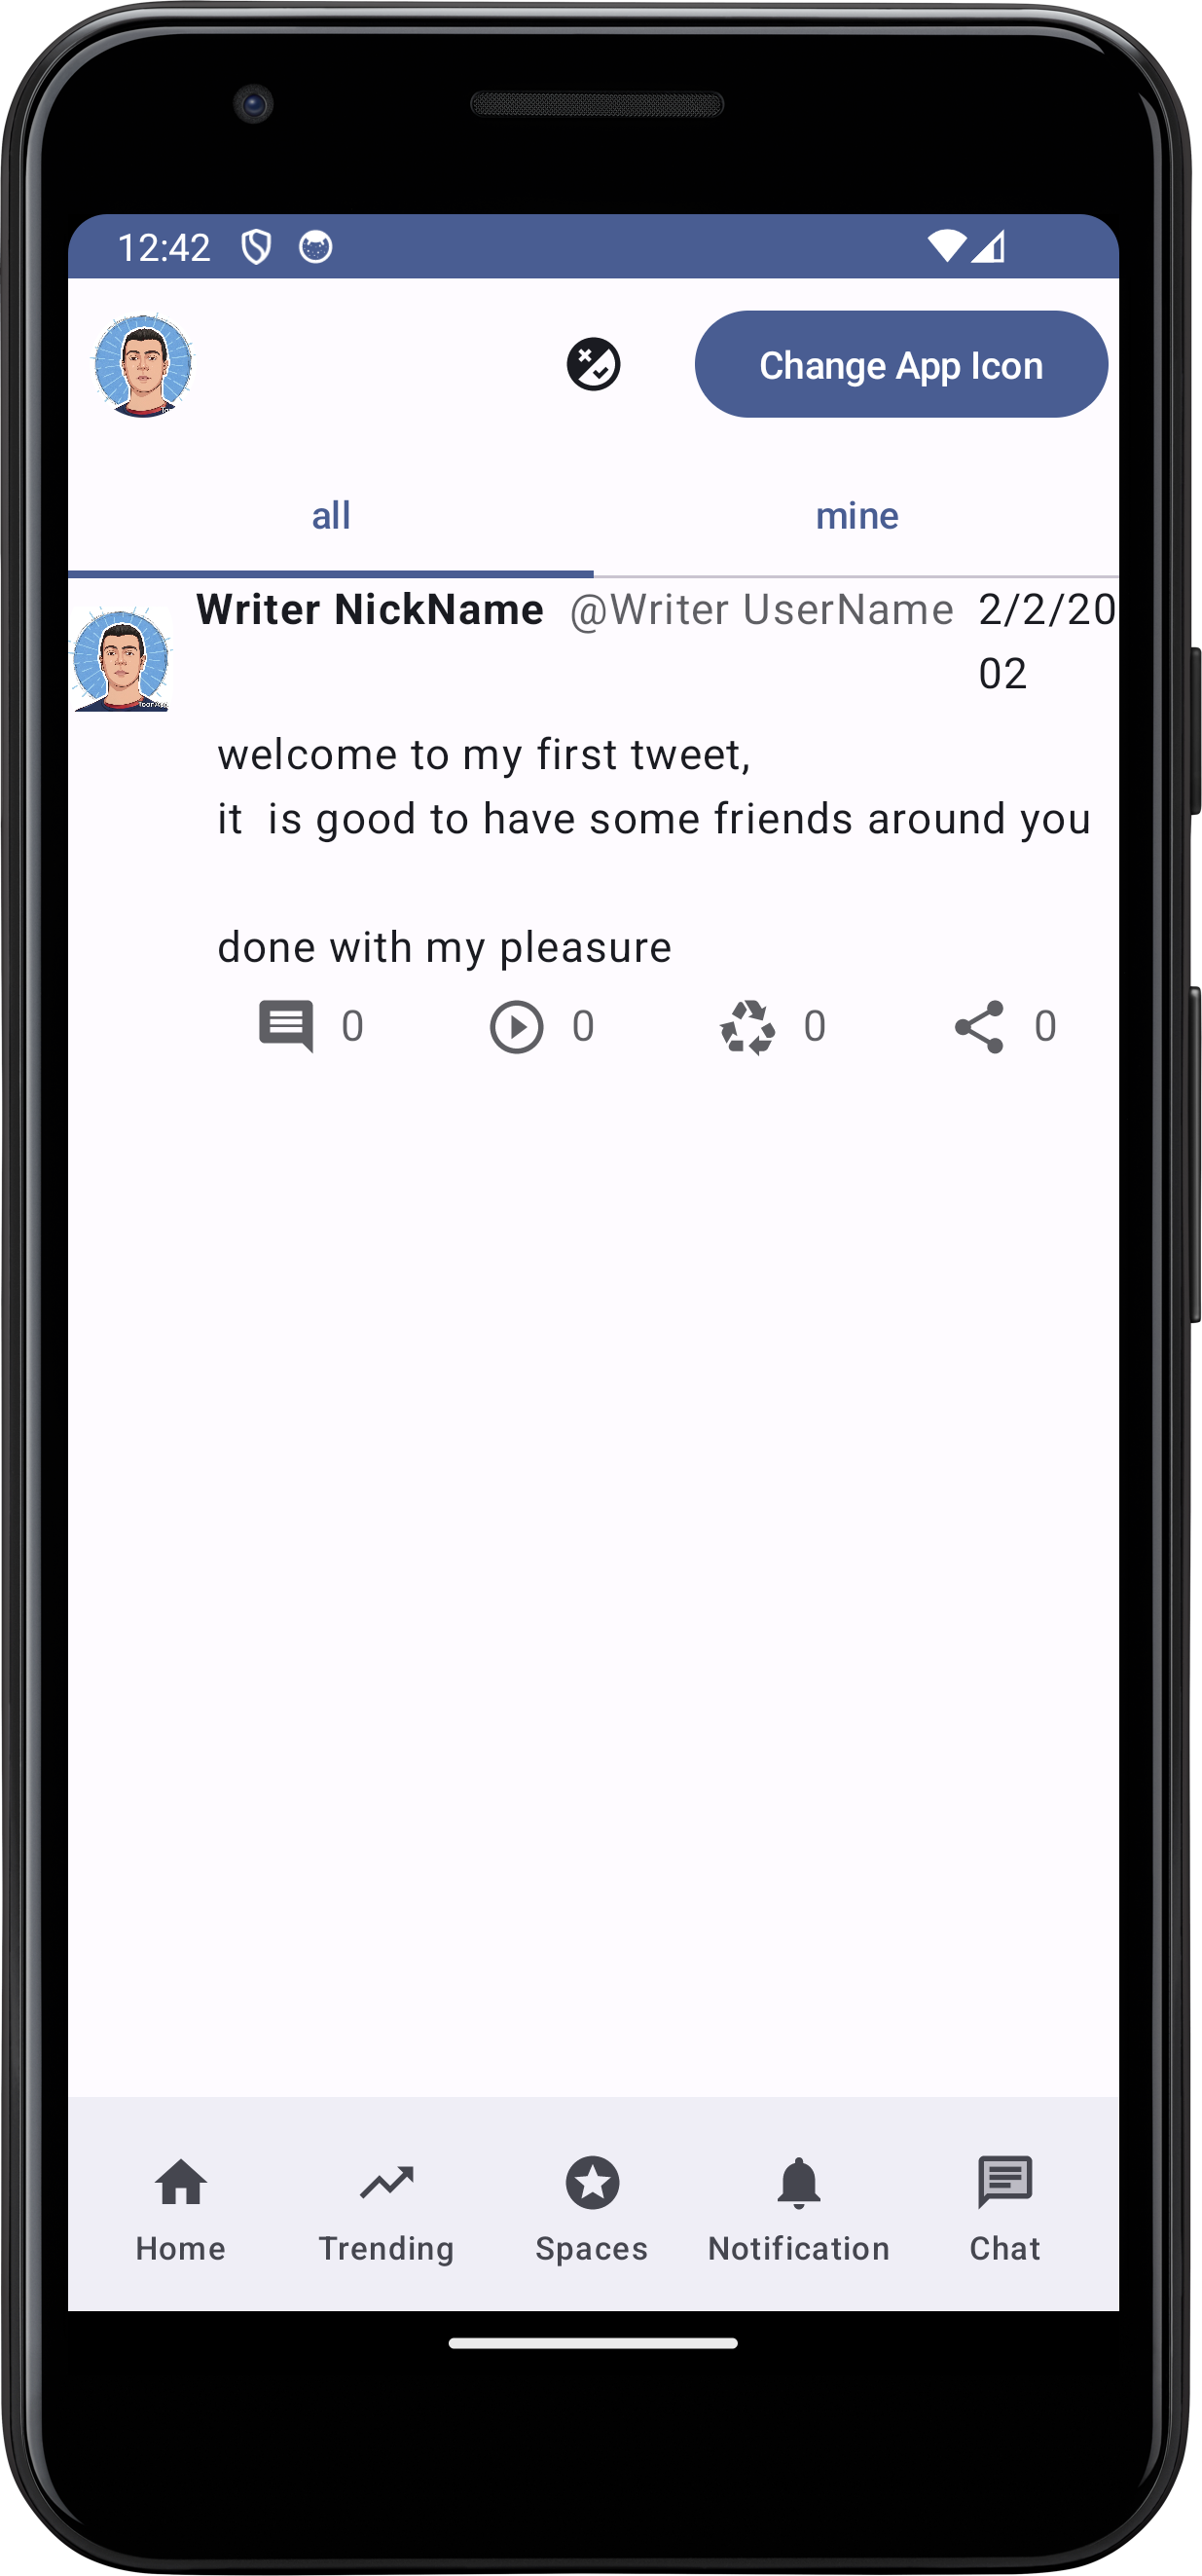 12:42
Change App Icon
all mine
Writer NickName @Writer UserName 2/2/20
02
welcome to my first tweet,
it  is good to have some friends around you
done with my pleasure
0 0 0 0
Home Trending Spaces Notification Chat